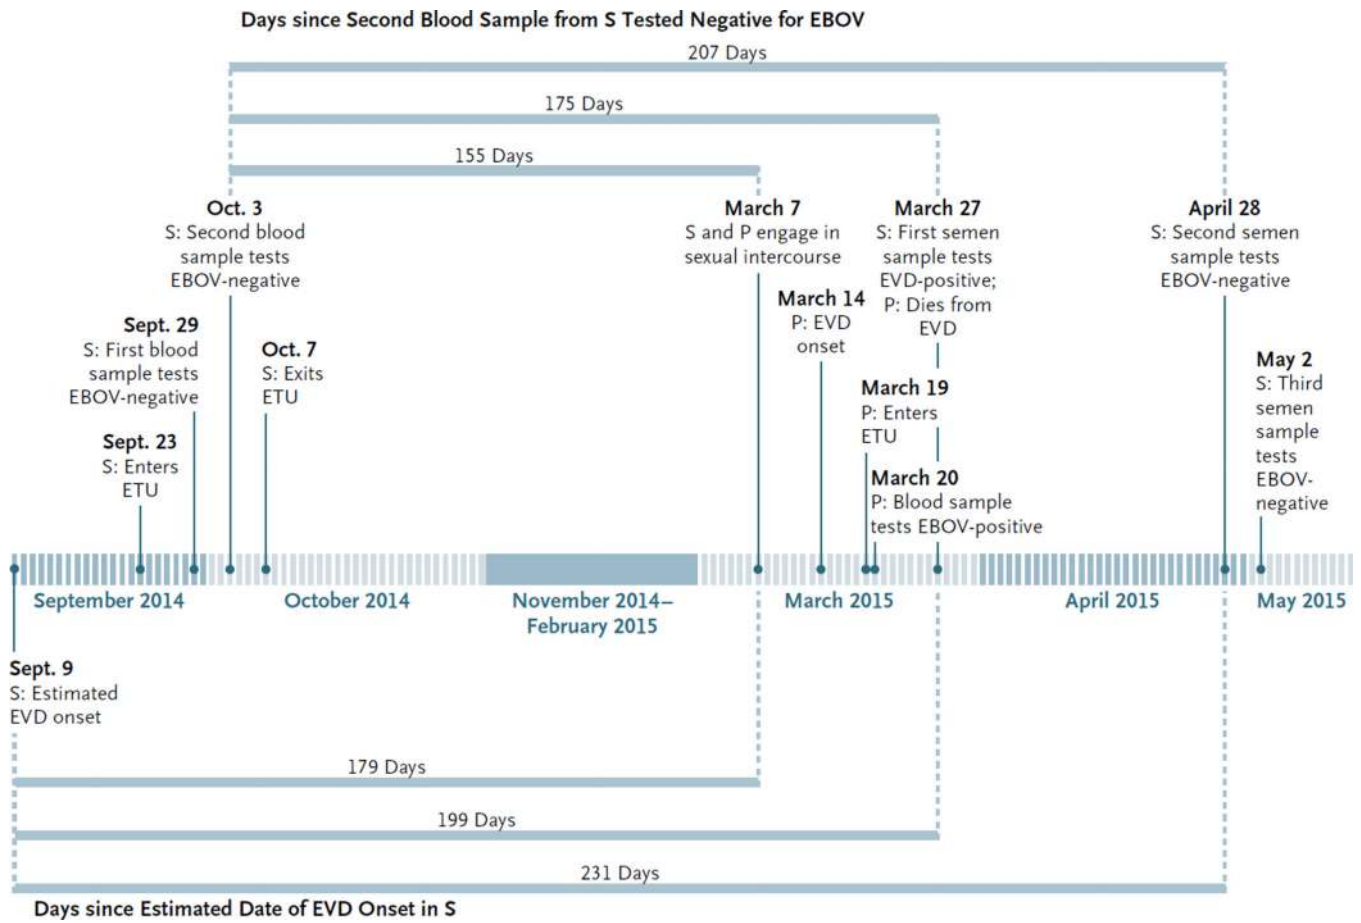 Days since Second Blood Sample from S Tested Negative for EBOV
207 Days
175 Days
155 Days
Oct. 3
S: Second blood
sample tests
EBOV-negative
March 7
S and P engage in
sexual intercourse
March 27
S: First semen
sample tests
EVD-positive;
P: Dies from
EVD
April 28
S: Second semen
sample tests
EBOV-negative
Sept. 29
S: First blood
sample tests
EBOV-negative
Oct. 7
S: Exits
ETU
March 14
P: EVD
onset
March 19
P: Enters
ETU
May 2
S: Third
semen
sample
tests
EBOV-
negative
Sept. 23
S: Enters
ETU
March 20
P: Blood sample
tests EBOV-positive
September 2014
October 2014
November 2014–
February 2015
March 2015
April 2015
May 2015
Sept. 9
S: Estimated
EVD onset
179 Days
199 Days
231 Days
Days since Estimated Date of EVD Onset in S